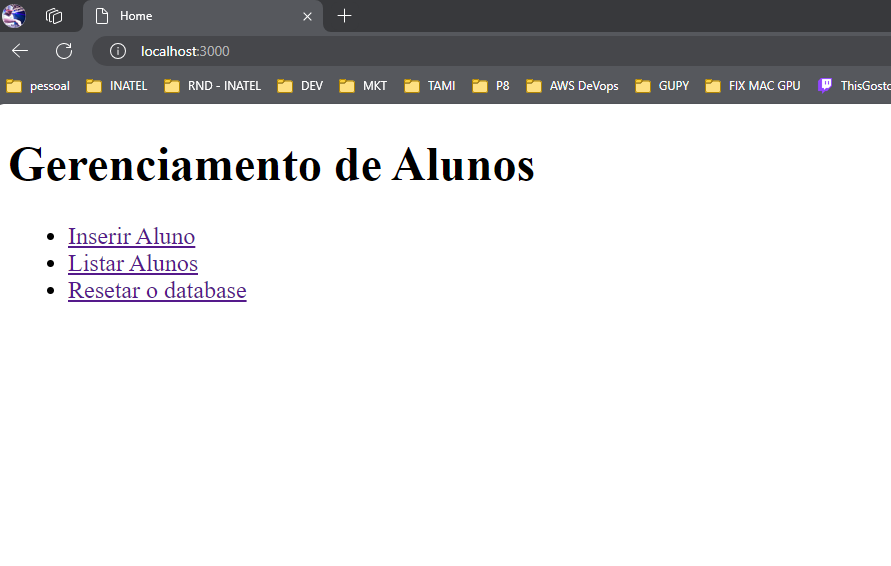 Home
localhost:3000
pessoal INATEL RND - INATEL DEV MKT TAMI P8 AWS DeVops GUPY FIX MAC GPU ThisGosto
Gerenciamento de Alunos
Inserir Aluno
Listar Alunos
Resetar o database